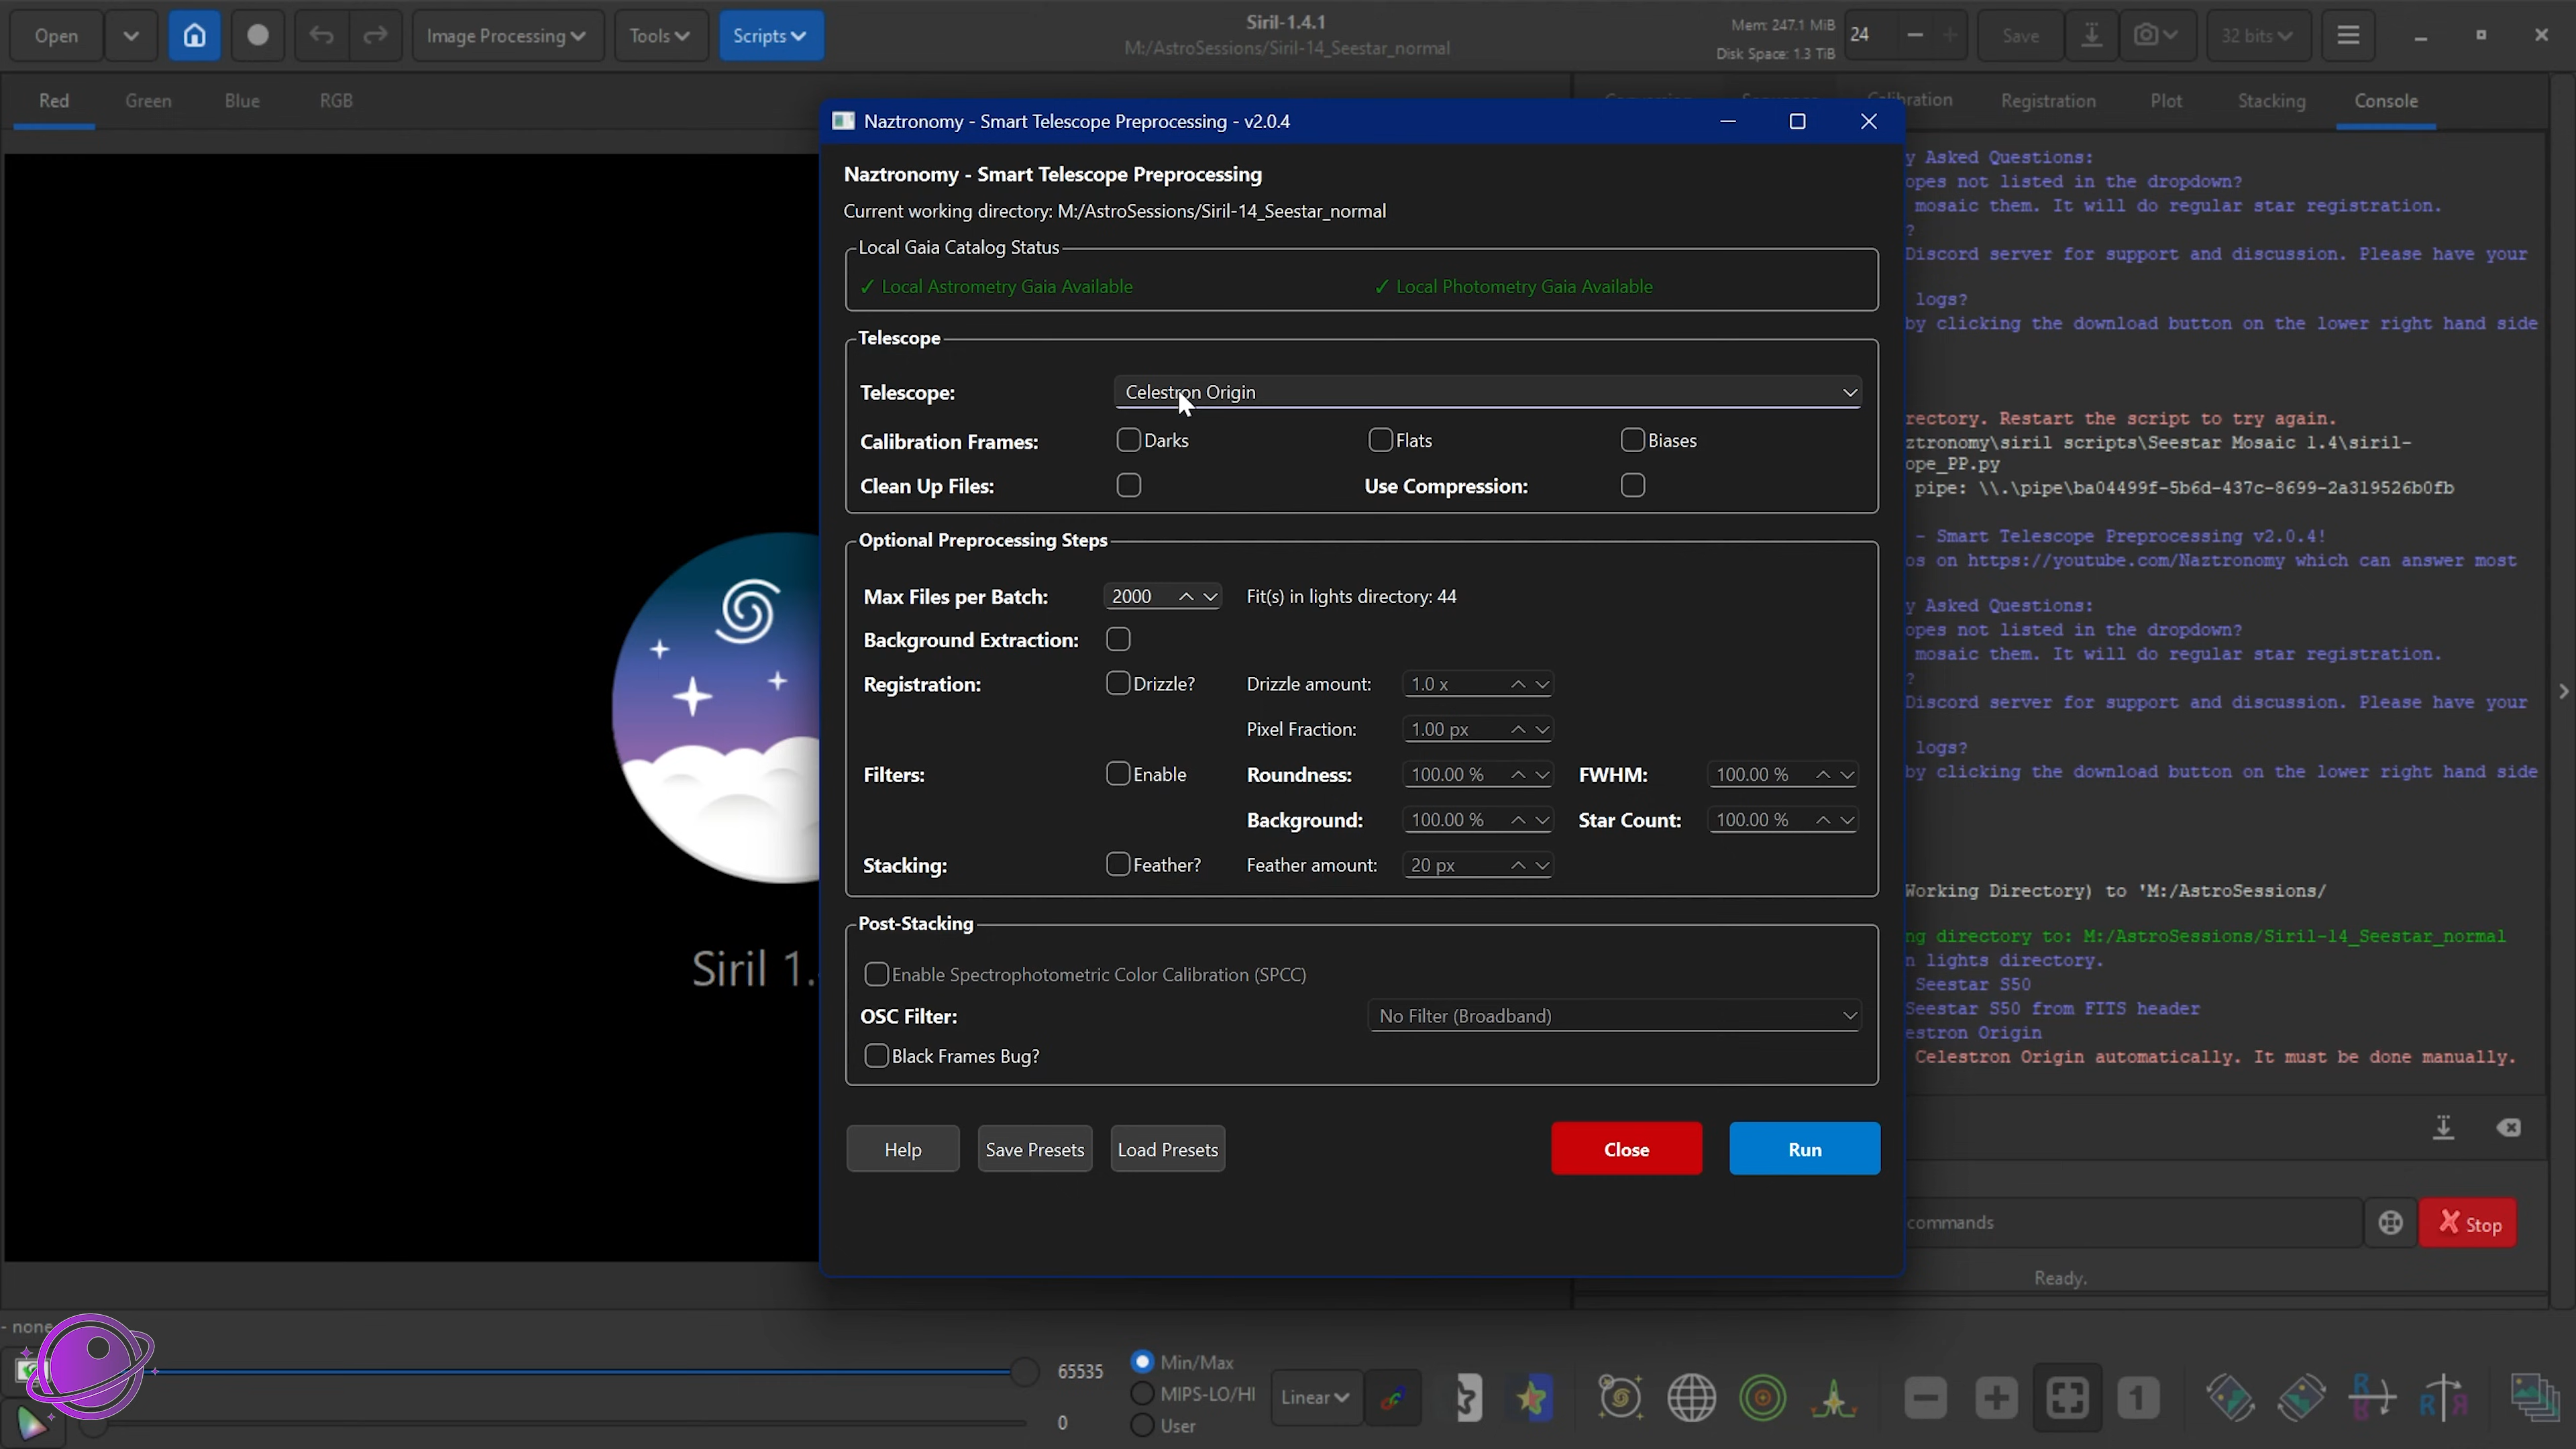 Open
Image Processing
Tools
Scripts
Siril-1.4.1
M:/AstroSessions/Siril-14_Seestar_normal
Mem: 247.1 MiB
Disk Space: 1.3 TiB
24
Save
32 bits
Red
Green
Blue
RGB
Calibration
Registration
Plot
Stacking
Console
Naztronomy - Smart Telescope Preprocessing - v2.0.4
Naztronomy - Smart Telescope Preprocessing
Current working directory: M:/AstroSessions/Siril-14_Seestar_normal
Local Gaia Catalog Status
✓ Local Astrometry Gaia Available
✓ Local Photometry Gaia Available
Telescope
Telescope:
Celestron Origin
Calibration Frames:
Darks
Flats
Biases
Clean Up Files:
Use Compression:
Optional Preprocessing Steps
Max Files per Batch:
2000
Fit(s) in lights directory: 44
Background Extraction:
Registration:
Drizzle?
Drizzle amount:
1.0 x
Pixel Fraction:
1.00 px
Filters:
Enable
Roundness:
100.00 %
FWHM:
100.00 %
Background:
100.00 %
Star Count:
100.00 %
Stacking:
Feather?
Feather amount:
20 px
Post-Stacking
Enable Spectrophotometric Color Calibration (SPCC)
OSC Filter:
No Filter (Broadband)
Black Frames Bug?
Help
Save Presets
Load Presets
Close
Run
Siril 1.
y Asked Questions:
opes not listed in the dropdown?
mosaic them. It will do regular star registration.
?
Discord server for support and discussion. Please have your
logs?
by clicking the download button on the lower right hand side
rectory. Restart the script to try again.
ztronomy\siril scripts\Seestar Mosaic 1.4\siril-
ope_PP.py
pipe: \\.\pipe\ba04499f-5b6d-437c-8699-2a319526b0fb
- Smart Telescope Preprocessing v2.0.4!
os on https://youtube.com/Naztronomy which can answer most
y Asked Questions:
opes not listed in the dropdown?
mosaic them. It will do regular star registration.
?
Discord server for support and discussion. Please have your
logs?
by clicking the download button on the lower right hand side
Working Directory) to 'M:/AstroSessions/
ng directory to: M:/AstroSessions/Siril-14_Seestar_normal
n lights directory.
Seestar S50
Seestar S50 from FITS header
estron Origin
Celestron Origin automatically. It must be done manually.
commands
Stop
Ready.
- none
65535
0
Min/Max
MIPS-LO/HI
User
Linear
1